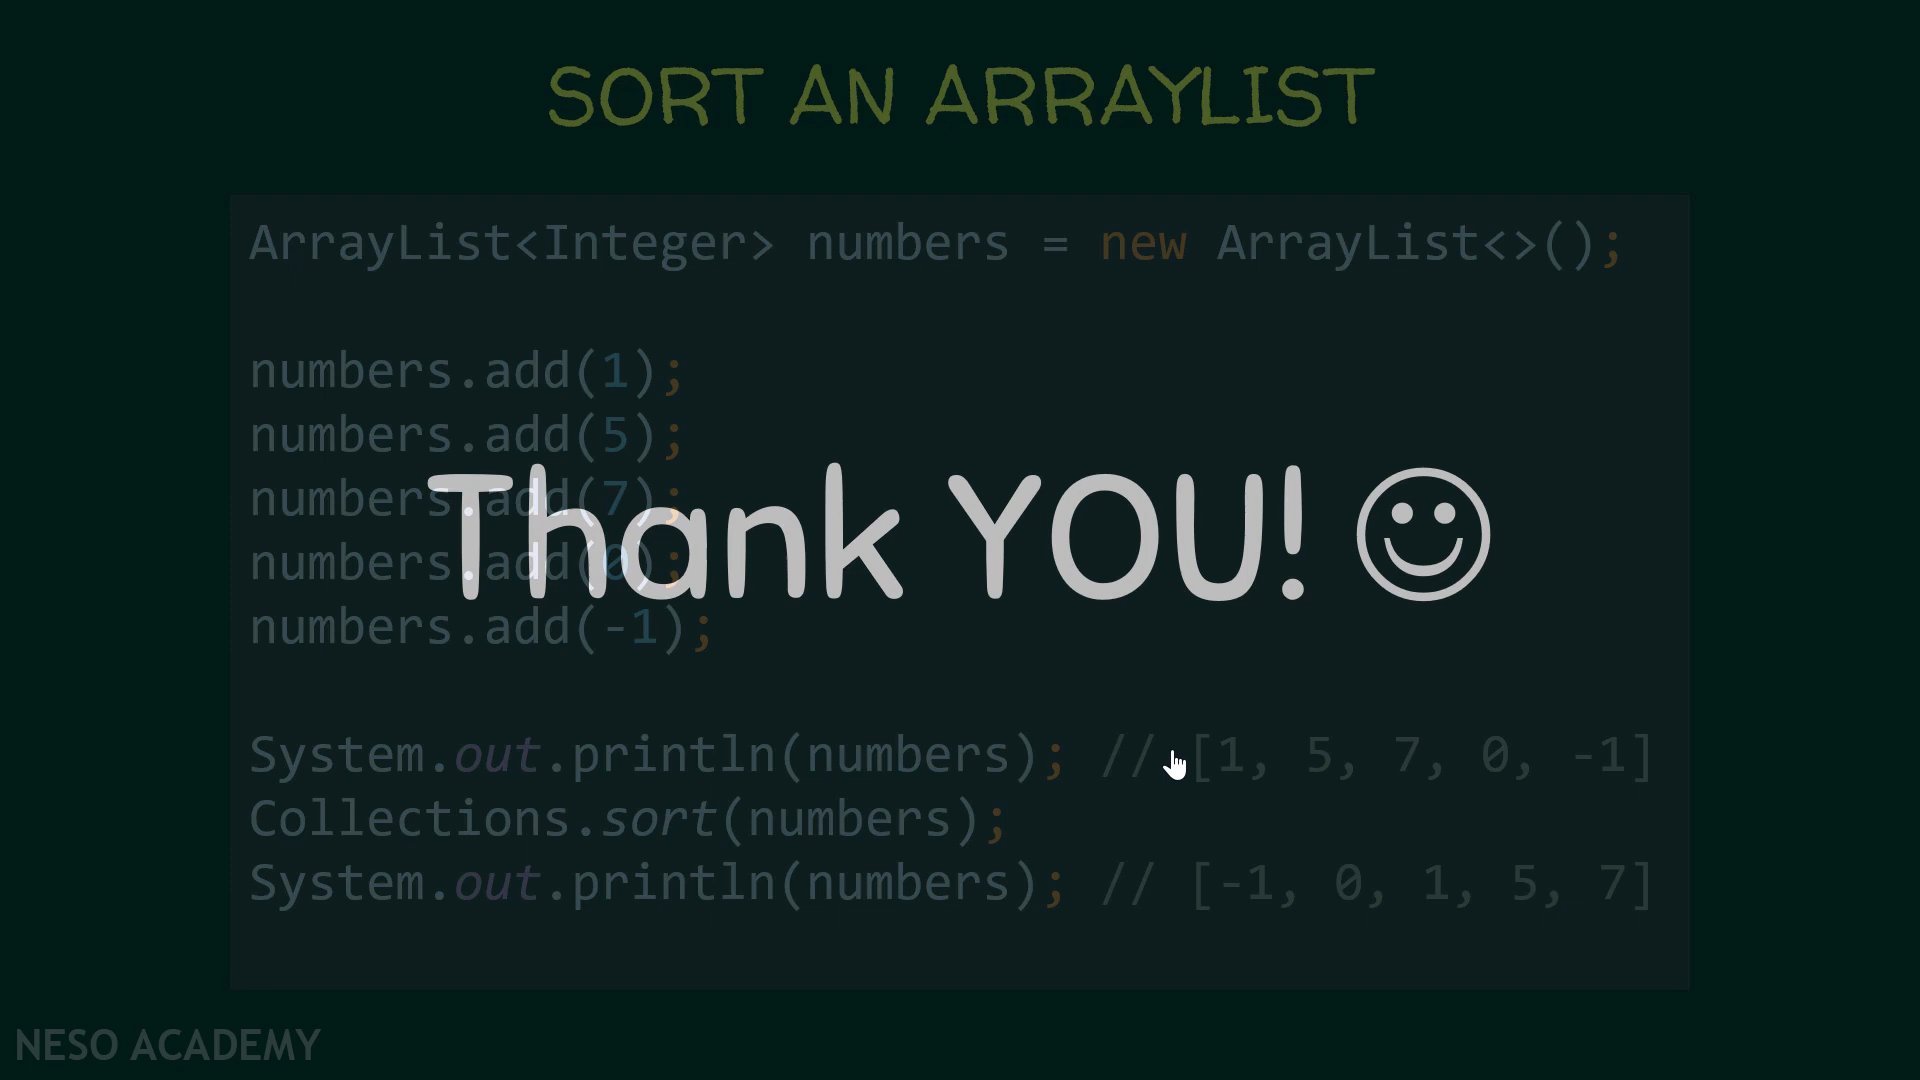 SORT AN ARRAYLIST
ArrayList<Integer> numbers = new ArrayList<>();
numbers.add(1);
numbers.add(5);
numbers.add(7);
numbers.add(0);
numbers.add(-1);
Thank YOU! ☺
System.out.println(numbers); // [1, 5, 7, 0, -1]
Collections.sort(numbers);
System.out.println(numbers); // [-1, 0, 1, 5, 7]
NESO ACADEMY